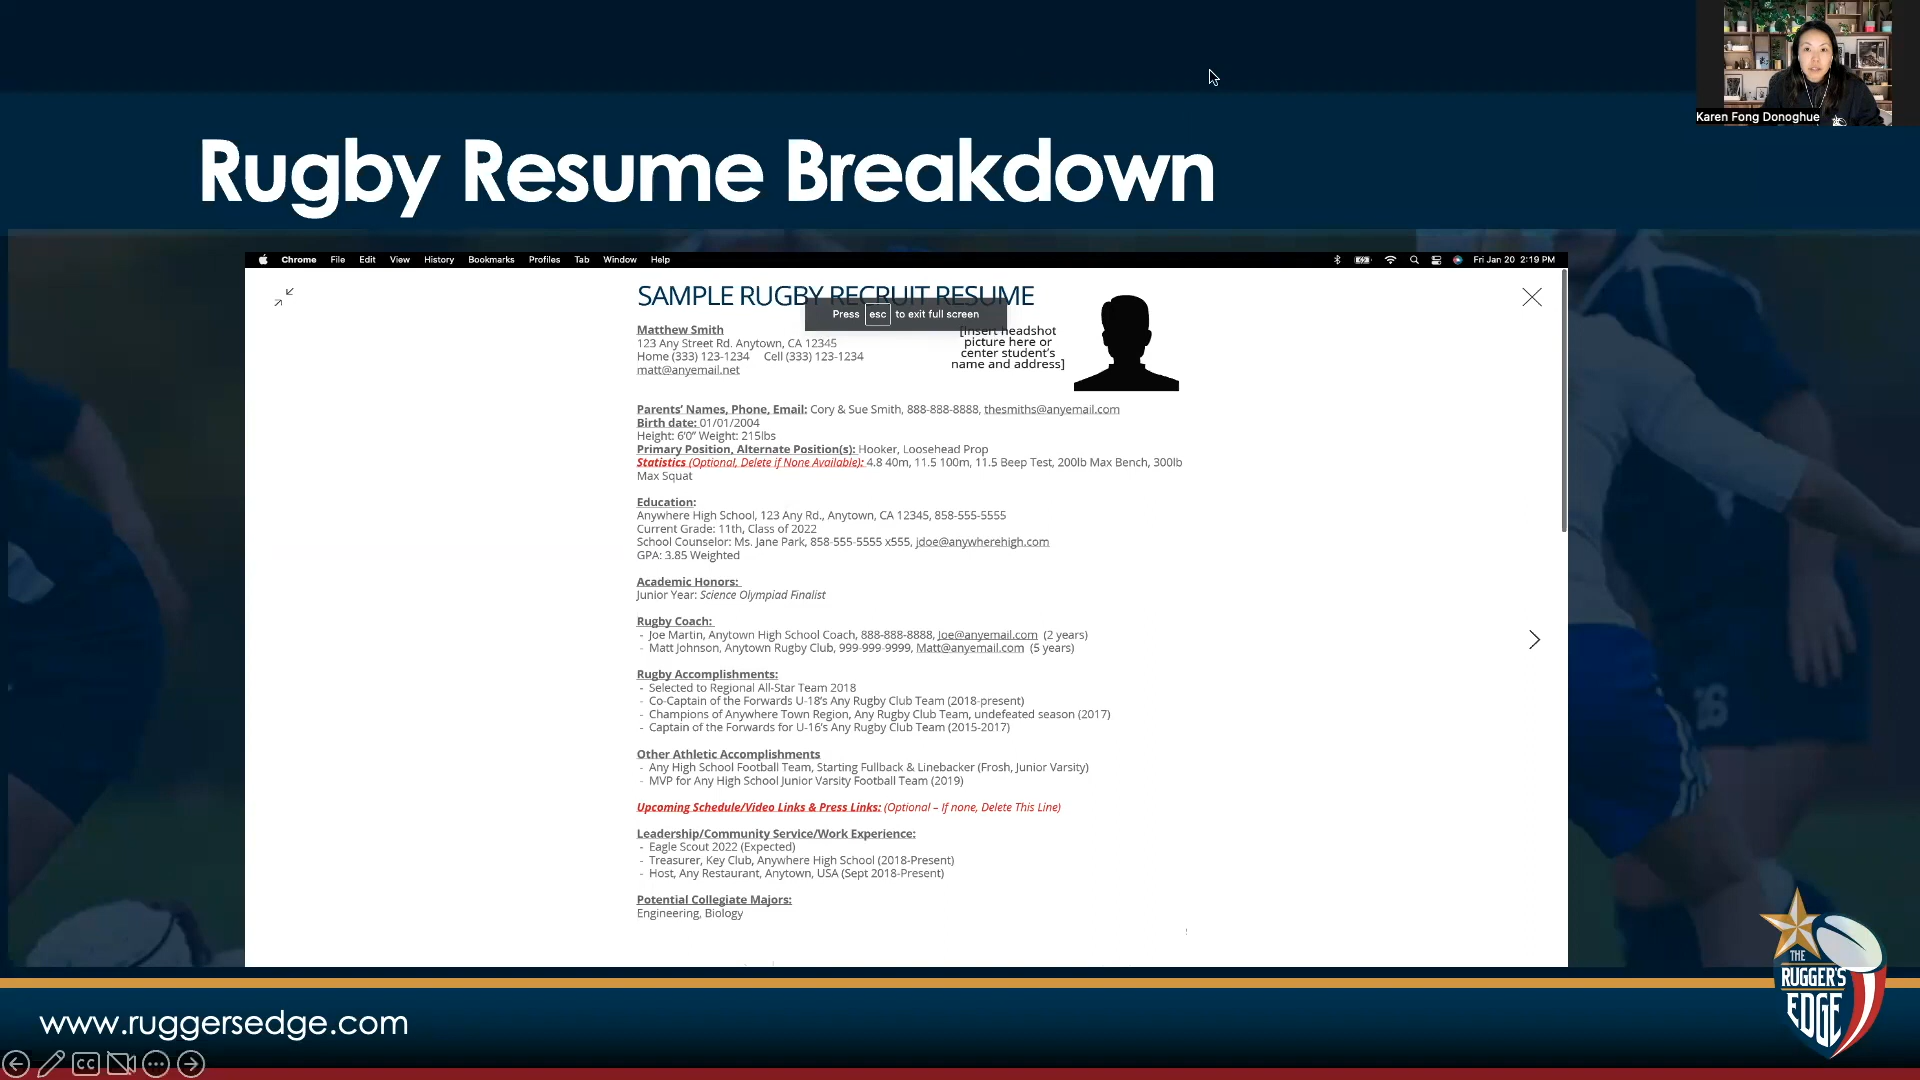 Karen Fong Donoghue
Rugby Resume Breakdown
Chrome File Edit View History Bookmarks Profiles Tab Window Help Fri Jan 20 2:19 PM
SAMPLE RUGBY RECRUIT RESUME
Press esc to exit full screen
Matthew Smith
123 Any Street Rd. Anytown, CA 12345
Home (333) 123-1234 Cell (333) 123-1234
matt@anyemail.net
[Insert headshot
picture here or
center student's
name and address]
Parents' Names, Phone, Email: Cory & Sue Smith, 888-888-8888, thesmiths@anyemail.com
Birth date: 01/01/2004
Height: 6'0" Weight: 215lbs
Primary Position, Alternate Position(s): Hooker, Loosehead Prop
Statistics (Optional, Delete if None Available): 4.8 40m, 11.5 100m, 11.5 Beep Test, 200lb Max Bench, 300lb
Max Squat
Education:
Anywhere High School, 123 Any Rd., Anytown, CA 12345, 858-555-5555
Current Grade: 11th, Class of 2022
School Counselor: Ms. Jane Park, 858-555-5555 x555, jdoe@anywherehigh.com
GPA: 3.85 Weighted
Academic Honors:
Junior Year: Science Olympiad Finalist
Rugby Coach:
- Joe Martin, Anytown High School Coach, 888-888-8888, Joe@anyemail.com (2 years)
- Matt Johnson, Anytown Rugby Club, 999-999-9999, Matt@anyemail.com (5 years)
Rugby Accomplishments:
- Selected to Regional All-Star Team 2018
- Co-Captain of the Forwards U-18's Any Rugby Club Team (2018-present)
- Champions of Anywhere Town Region, Any Rugby Club Team, undefeated season (2017)
- Captain of the Forwards for U-16's Any Rugby Club Team (2015-2017)
Other Athletic Accomplishments
- Any High School Football Team, Starting Fullback & Linebacker (Frosh, Junior Varsity)
- MVP for Any High School Junior Varsity Football Team (2019)
Upcoming Schedule/Video Links & Press Links: (Optional – If none, Delete This Line)
Leadership/Community Service/Work Experience:
- Eagle Scout 2022 (Expected)
- Treasurer, Key Club, Anywhere High School (2018-Present)
- Host, Any Restaurant, Anytown, USA (Sept 2018-Present)
Potential Collegiate Majors:
Engineering, Biology
www.ruggersedge.com
THE
RUGGER'S
EDGE
CC